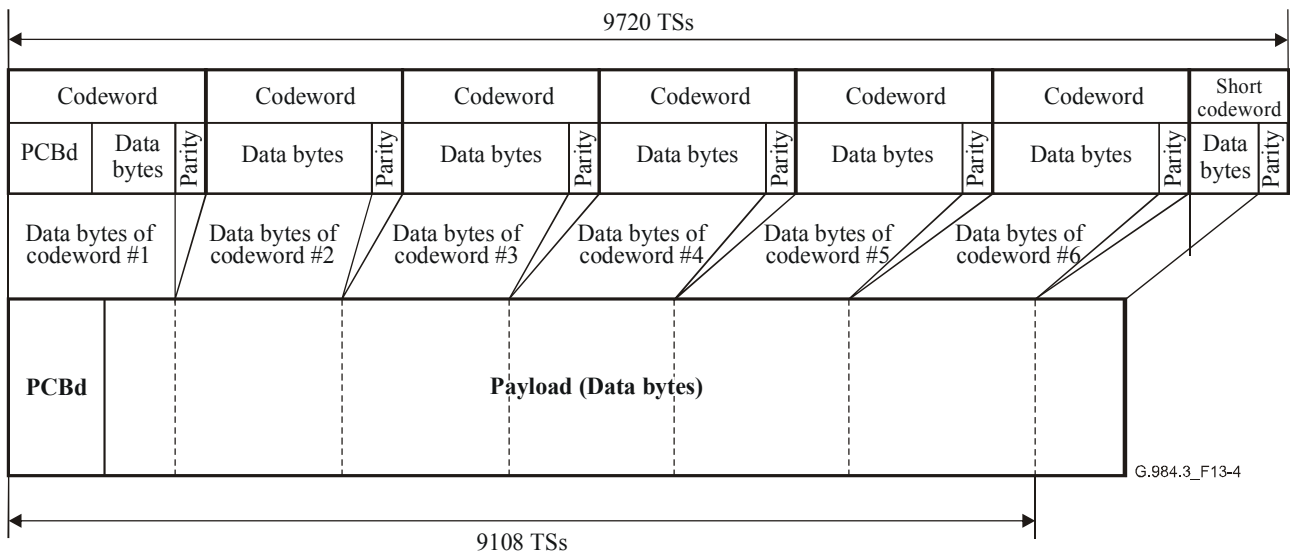 9720 TSs
Codeword Codeword Codeword Codeword Codeword Codeword Short
codeword
PCBd Data
bytes Parity Data bytes Parity Data bytes Parity Data bytes Parity Data bytes Parity Data bytes Parity Data
bytes Parity
Data bytes of
codeword #1
Data bytes of
codeword #2
Data bytes of
codeword #3
Data bytes of
codeword #4
Data bytes of
codeword #5
Data bytes of
codeword #6
PCBd Payload (Data bytes)
G.984.3_F13-4
9108 TSs